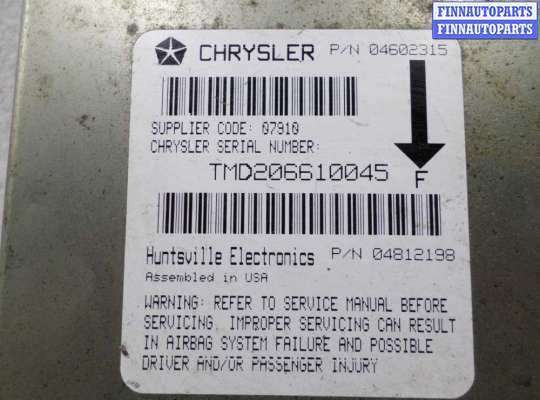 FINNAUTOPARTS
FINNAUTOPARTS
CHRYSLER P/N 04602315
SUPPLIER CODE: 07910
CHRYSLER SERIAL NUMBER:
TMD206610045 F
Huntsville Electronics P/N 04812198
Assembled in USA
WARNING: REFER TO SERVICE MANUAL BEFORE
SERVICING. IMPROPER SERVICING CAN RESULT
IN AIRBAG SYSTEM FAILURE AND POSSIBLE
DRIVER AND/OR PASSENGER INJURY